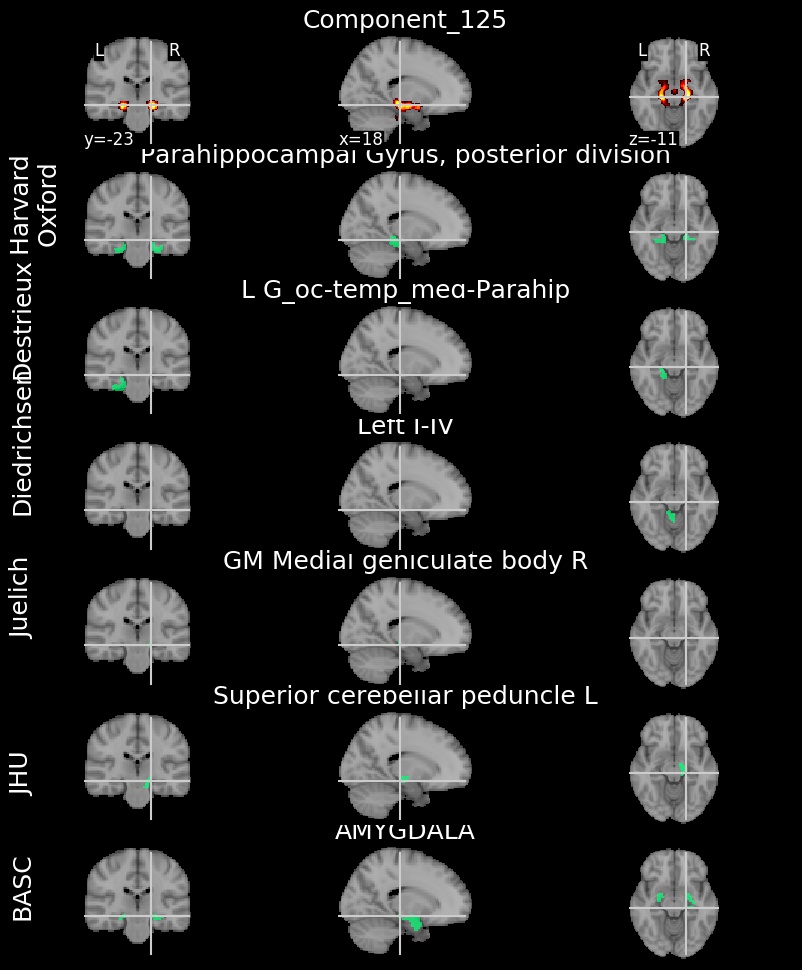 Component_125
L R L R
y=-23 x=18 z=-11
Harvard
Oxford
Parahippocampal Gyrus, posterior division
Destrieux
L G_oc-temp_med-Parahip
Diedrichsen
Left I-IV
Juelich
GM Medial geniculate body R
JHU
Superior cerebellar peduncle L
BASC
AMYGDALA